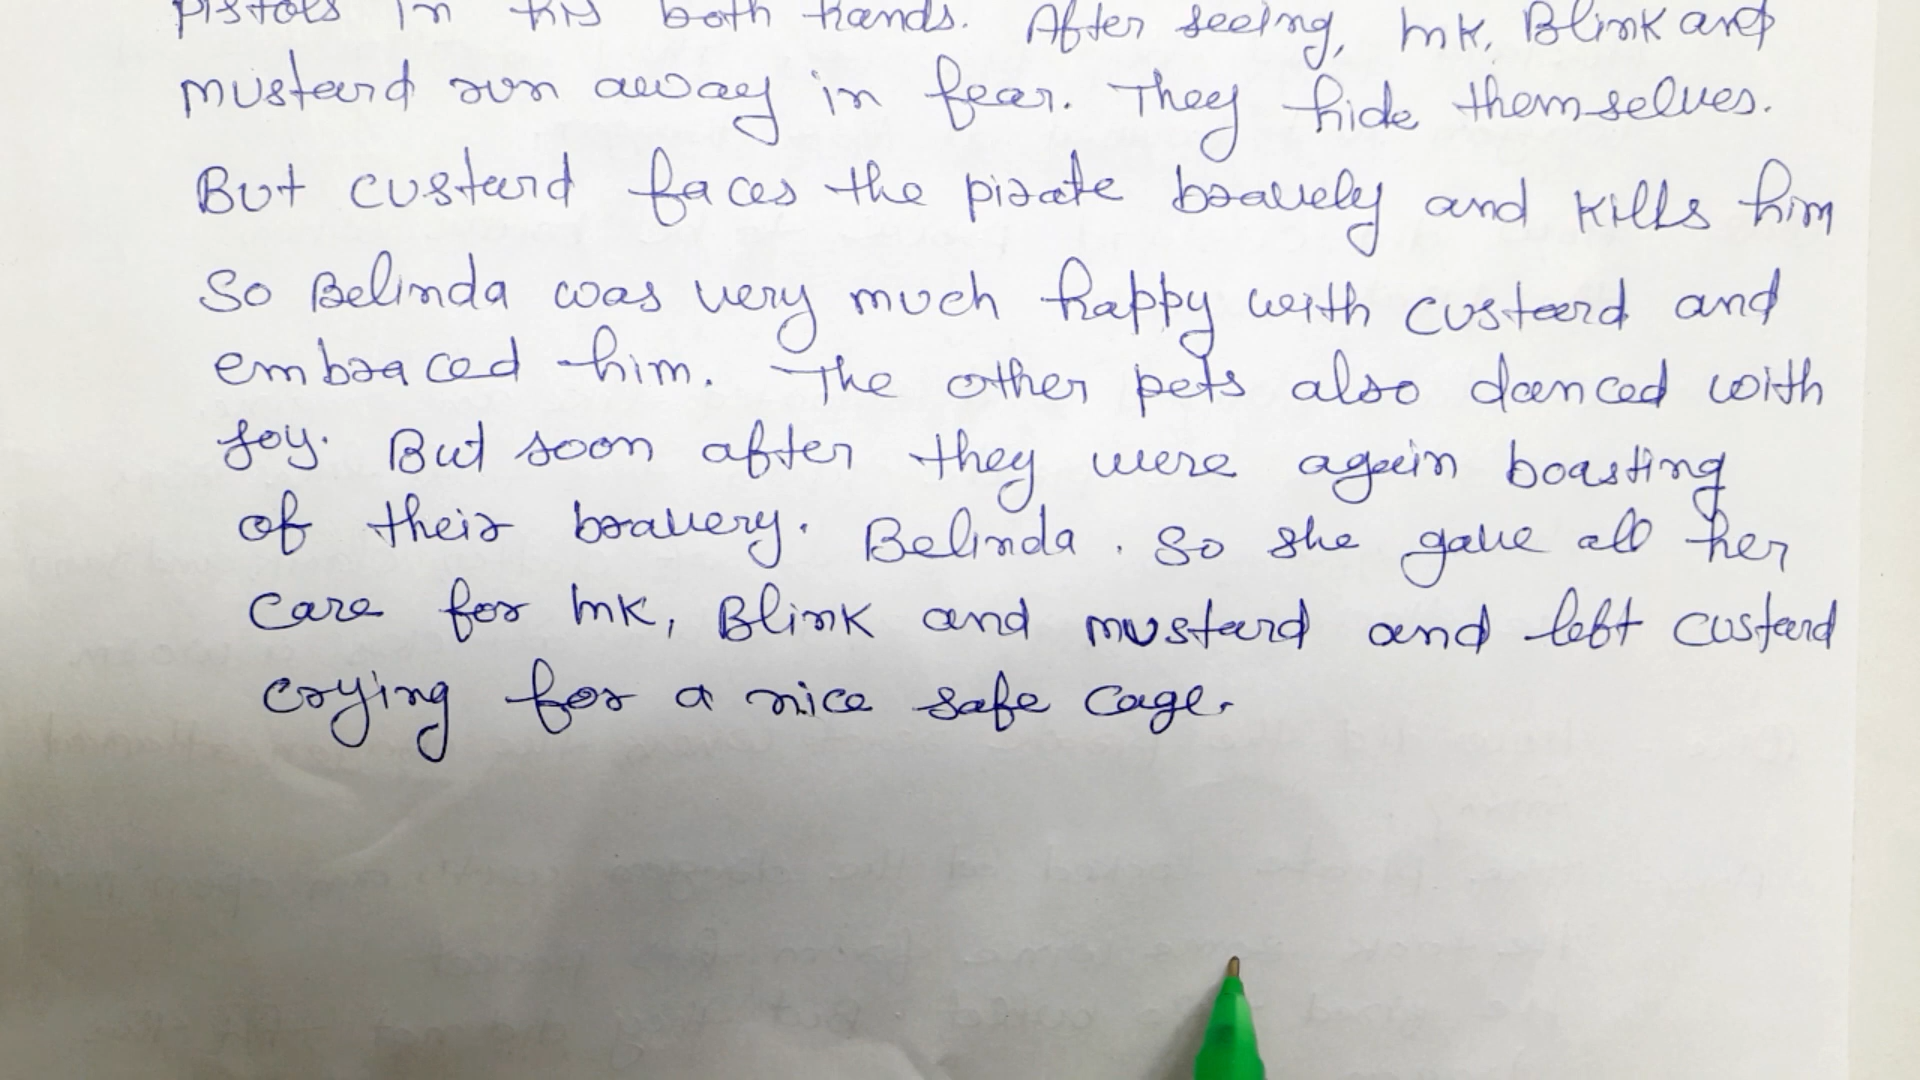 pistols in his both hands. After seeing, Ink, Blink and
mustard run away in fear. They hide themselves.
But custard faces the pirate bravely and kills him
So Belinda was very much happy with custard and
embraced him. The other pets also danced with
joy. But soon after they were again boasting
of their bravery. Belinda. So she gave all her
care for Ink, Blink and mustard and left custard
crying for a nice safe cage.